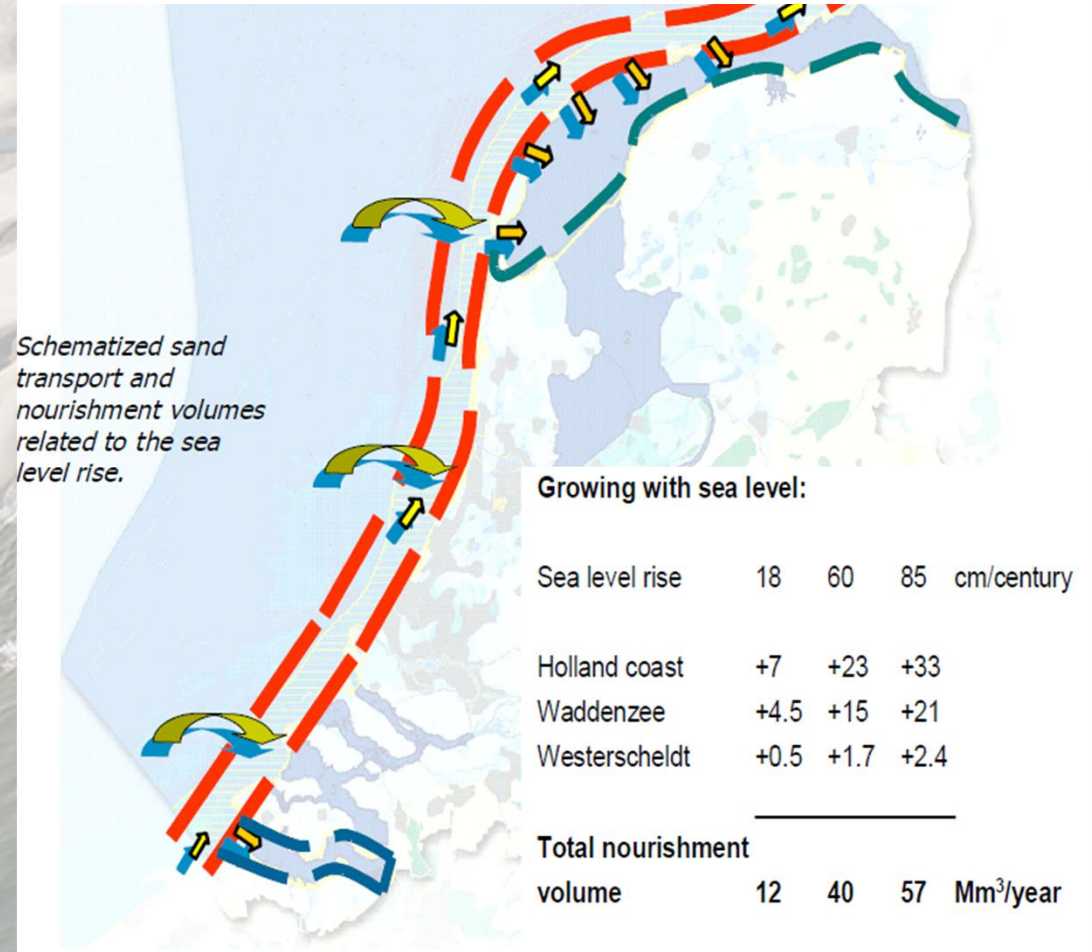 Schematized sand
transport and
nourishment volumes
related to the sea
level rise.
2
Growing with sea level:
Sea level rise 18 60 85 cm/century
Holland coast +7 +23 +33
Waddenzee +4.5 +15 +21
Westerscheldt +0.5 +1.7 +2.4
Total nourishment
volume 12 40 57 Mm³/year